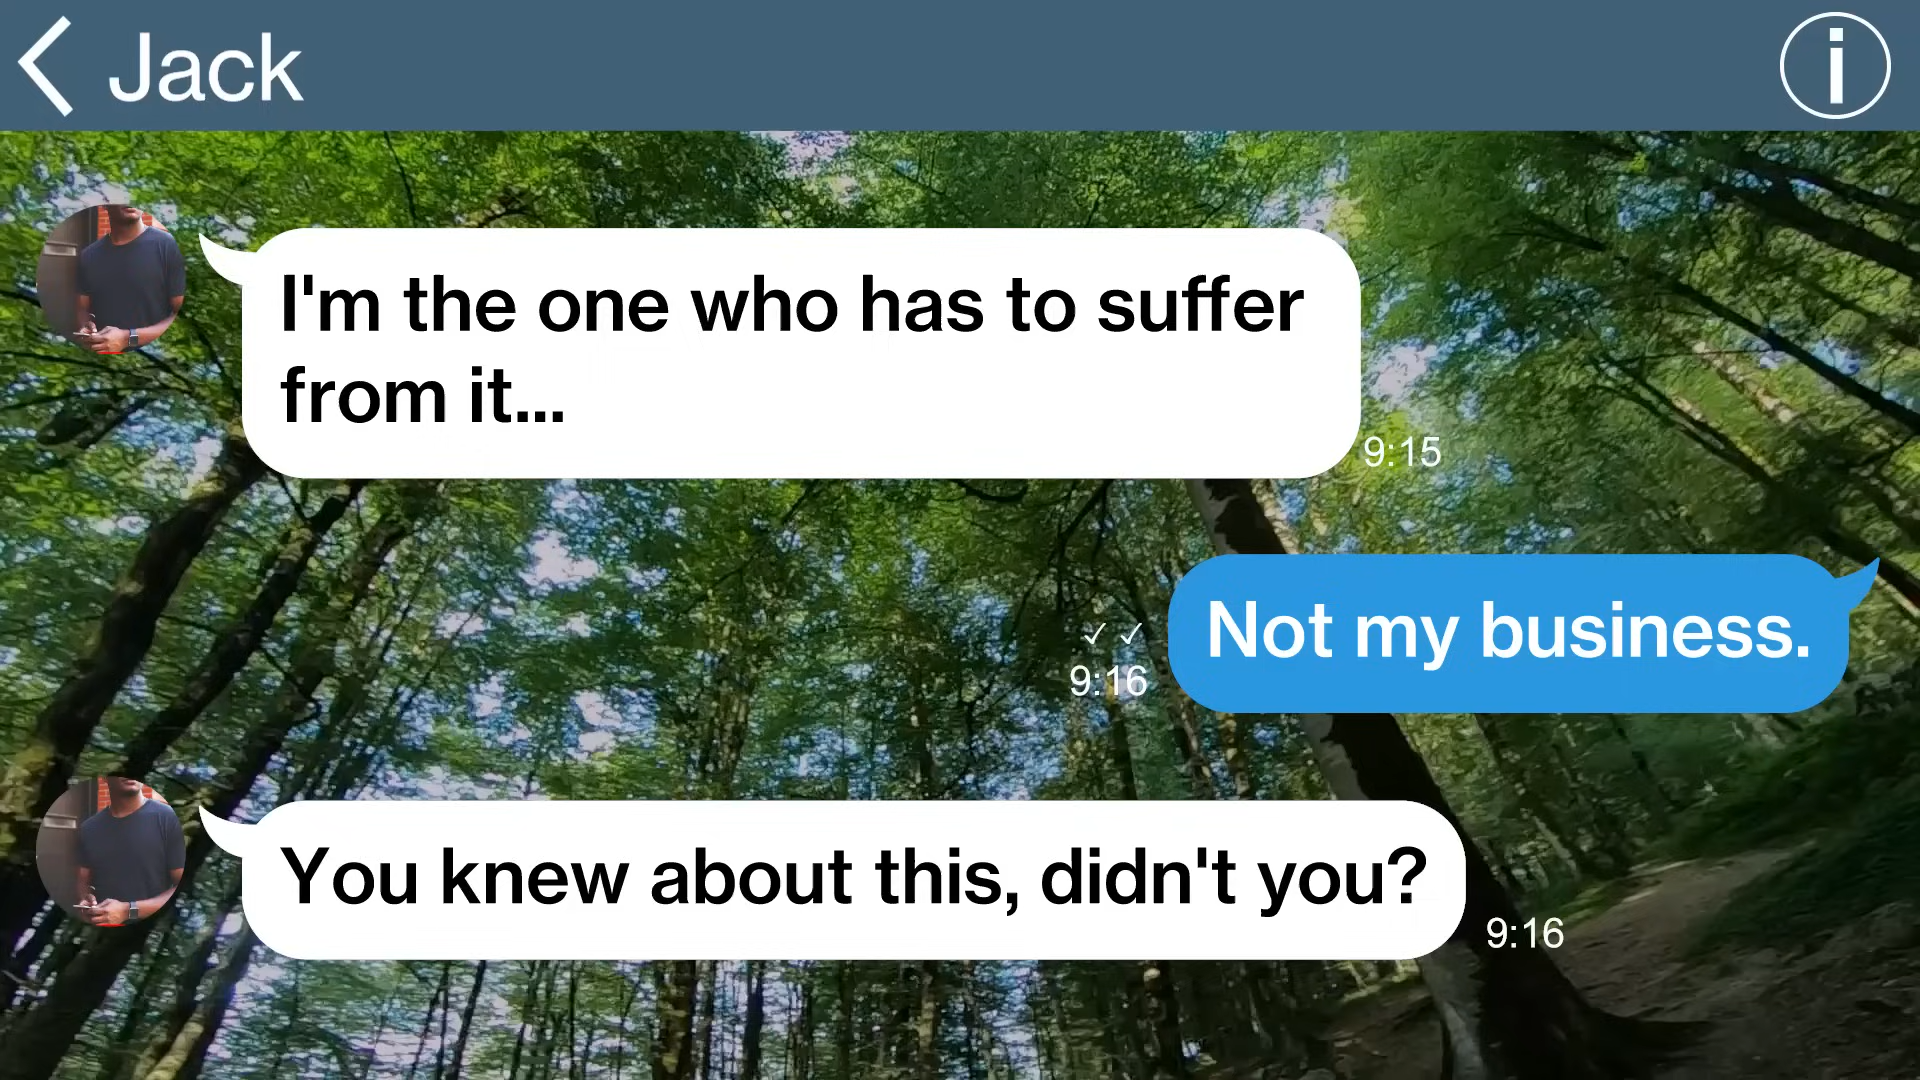 Jack
I'm the one who has to suffer
from it...
9:15
Not my business.
✓ ✓
9:16
You knew about this, didn't you?
9:16